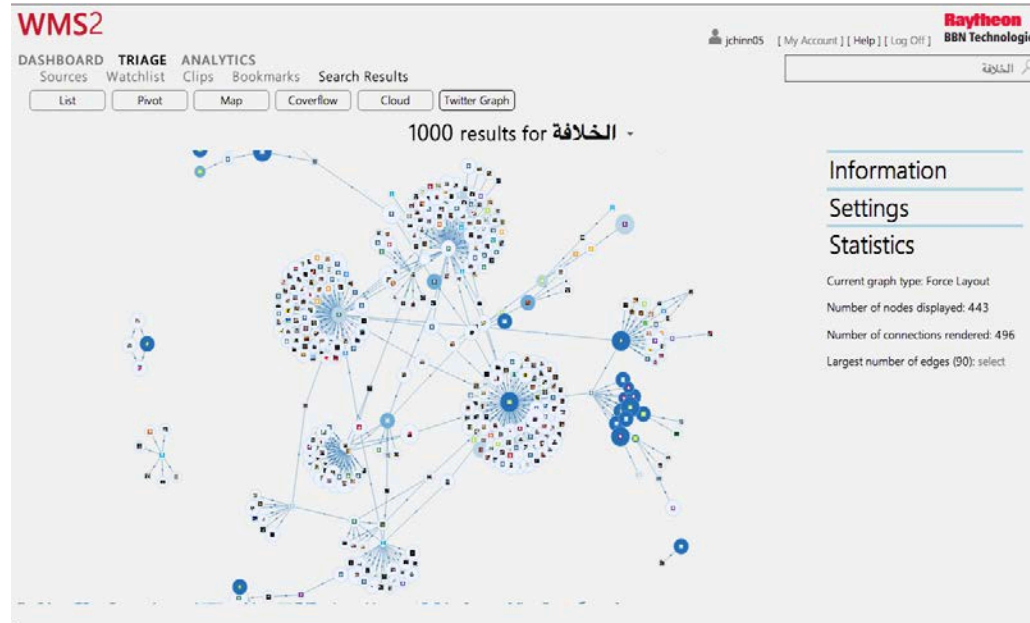 WMS2
Raytheon
BBN Technologie
jchinn05 [ My Account ] [ Help ] [ Log Off ]
DASHBOARD TRIAGE ANALYTICS
Sources Watchlist Clips Bookmarks Search Results
الخلافة
List Pivot Map Coverflow Cloud Twitter Graph
1000 results for الخلافة
Information
Settings
Statistics
Current graph type: Force Layout
Number of nodes displayed: 443
Number of connections rendered: 496
Largest number of edges (90): select